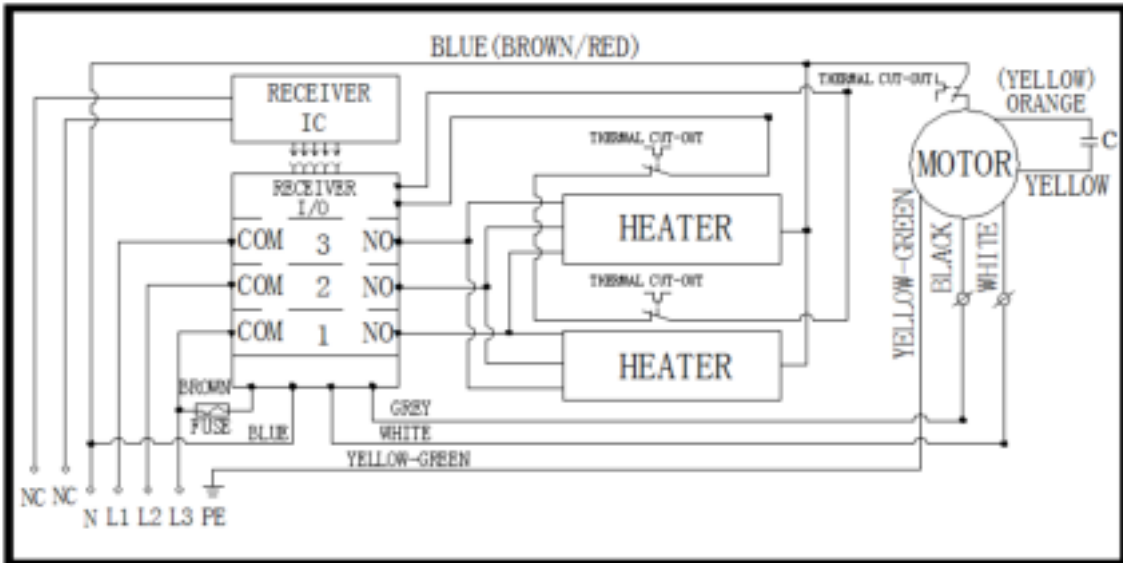 BLUE(BROWN/RED)
RECEIVER
IC
THERMAL CUT-OUT
(YELLOW)
ORANGE
C
THERMAL CUT-OUT
MOTOR
YELLOW
RECEIVER
I/O
HEATER
COM 3 NO
THERMAL CUT-OUT
COM 2 NO
COM 1 NO
HEATER
YELLOW-GREEN
BLACK
WHITE
BROWN
FUSE
GREY
BLUE
WHITE
YELLOW-GREEN
NC NC
N L1 L2 L3 PE